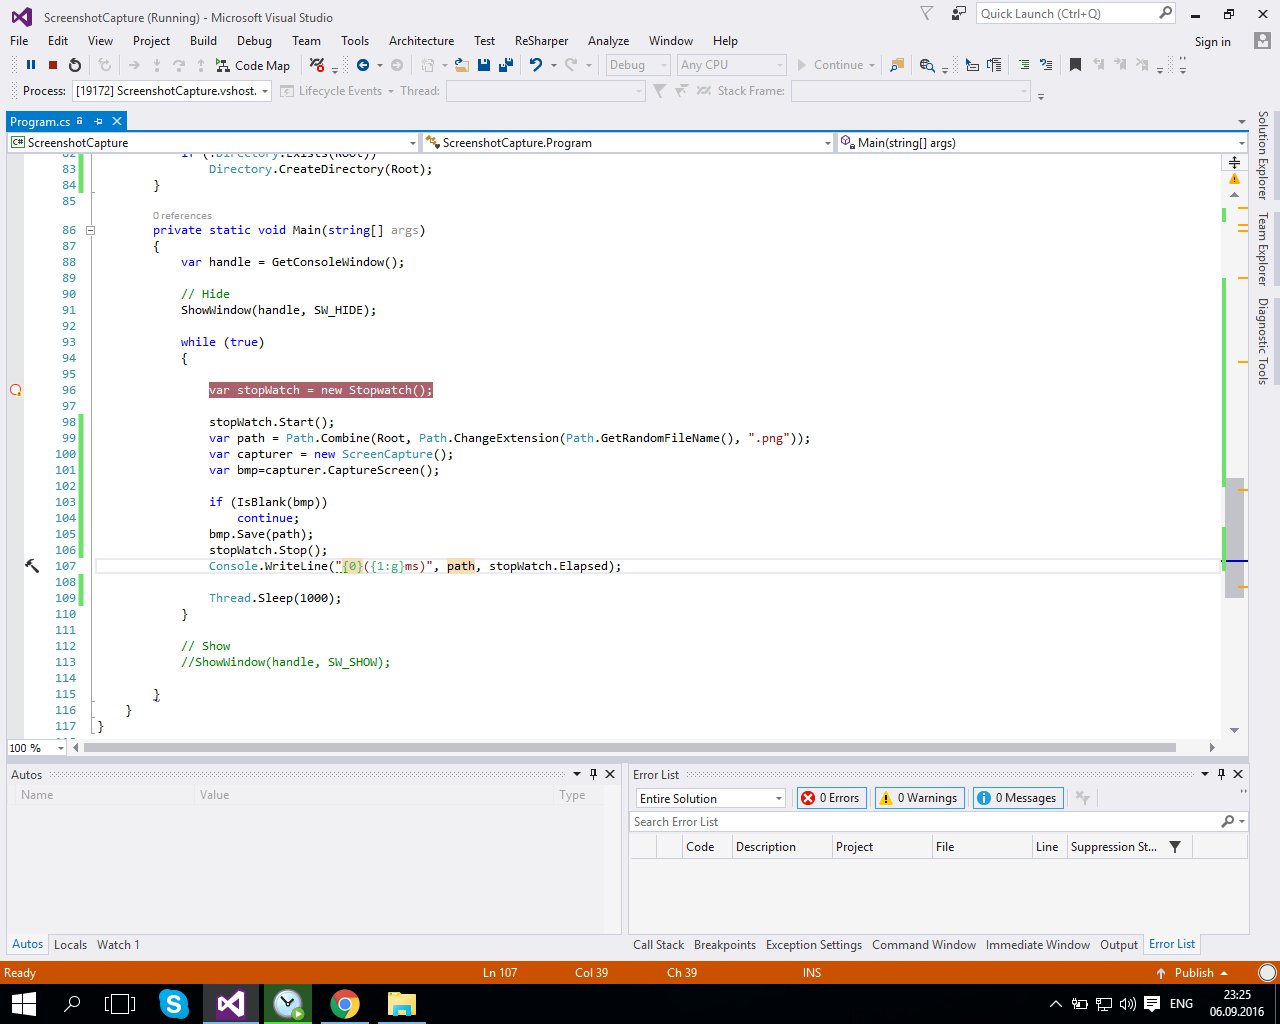 ScreenshotCapture (Running) - Microsoft Visual Studio
Quick Launch (Ctrl+Q)
File Edit View Project Build Debug Team Tools Architecture Test ReSharper Analyze Window Help
Sign in
Code Map Debug Any CPU Continue
Process: [19172] ScreenshotCapture.vshost. Lifecycle Events Thread: Stack Frame:
Program.cs
C# ScreenshotCapture ScreenshotCapture.Program Main(string[] args)
82 if (!Directory.Exists(Root))
83 Directory.CreateDirectory(Root);
84 }
85
0 references
86 private static void Main(string[] args)
87 {
88 var handle = GetConsoleWindow();
89
90 // Hide
91 ShowWindow(handle, SW_HIDE);
92
93 while (true)
94 {
95
96 var stopWatch = new Stopwatch();
97
98 stopWatch.Start();
99 var path = Path.Combine(Root, Path.ChangeExtension(Path.GetRandomFileName(), ".png"));
100 var capturer = new ScreenCapture();
101 var bmp=capturer.CaptureScreen();
102
103 if (IsBlank(bmp))
104 continue;
105 bmp.Save(path);
106 stopWatch.Stop();
107 Console.WriteLine("{0}({1:g}ms)", path, stopWatch.Elapsed);
108
109 Thread.Sleep(1000);
110 }
111
112 // Show
113 //ShowWindow(handle, SW_SHOW);
114
115 }
116 }
117 }
100 %
Solution Explorer
Team Explorer
Diagnostic Tools
Autos
Name Value Type
Autos Locals Watch 1
Error List
Entire Solution 0 Errors 0 Warnings 0 Messages
Search Error List
Code Description Project File Line Suppression St...
Call Stack Breakpoints Exception Settings Command Window Immediate Window Output Error List
Ready Ln 107 Col 39 Ch 39 INS Publish
ENG
23:25
06.09.2016